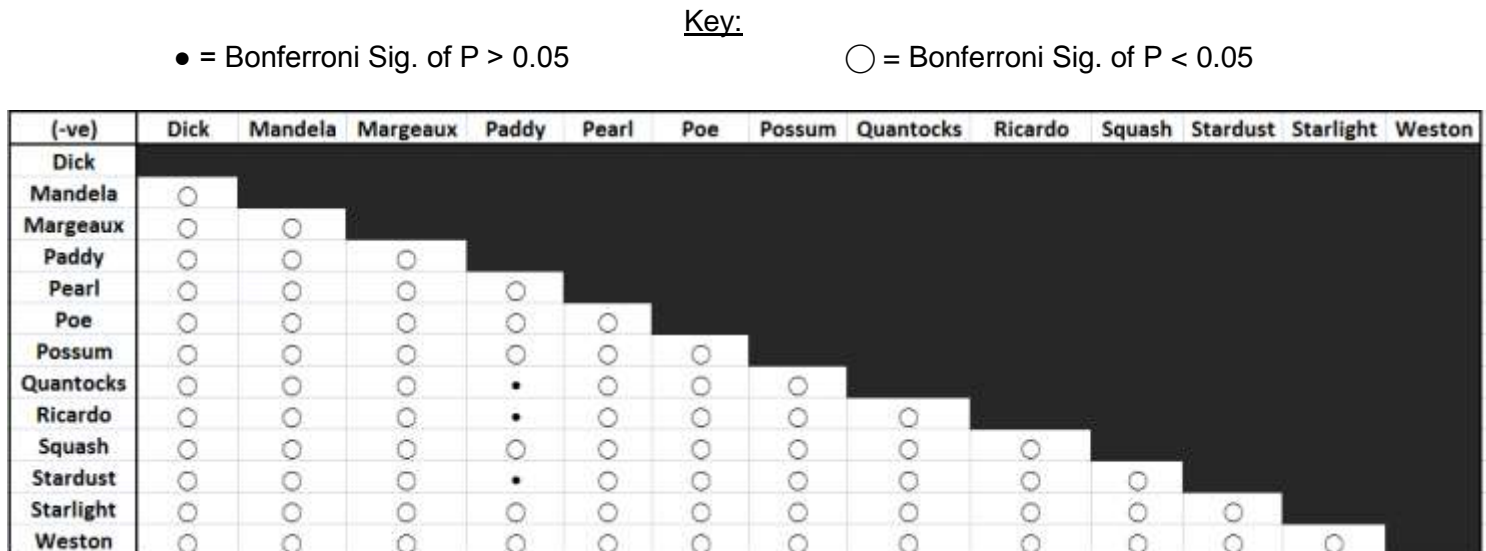 Key:
● = Bonferroni Sig. of P > 0.05 ◯ = Bonferroni Sig. of P < 0.05
(-ve) Dick Mandela Margeaux Paddy Pearl Poe Possum Quantocks Ricardo Squash Stardust Starlight Weston
Dick
Mandela ◯
Margeaux ◯ ◯
Paddy ◯ ◯ ◯
Pearl ◯ ◯ ◯ ◯
Poe ◯ ◯ ◯ ◯ ◯
Possum ◯ ◯ ◯ ◯ ◯ ◯
Quantocks ◯ ◯ ◯ ● ◯ ◯ ◯
Ricardo ◯ ◯ ◯ ● ◯ ◯ ◯ ◯
Squash ◯ ◯ ◯ ◯ ◯ ◯ ◯ ◯ ◯
Stardust ◯ ◯ ◯ ● ◯ ◯ ◯ ◯ ◯ ◯
Starlight ◯ ◯ ◯ ◯ ◯ ◯ ◯ ◯ ◯ ◯ ◯
Weston ◯ ◯ ◯ ◯ ◯ ◯ ◯ ◯ ◯ ◯ ◯ ◯